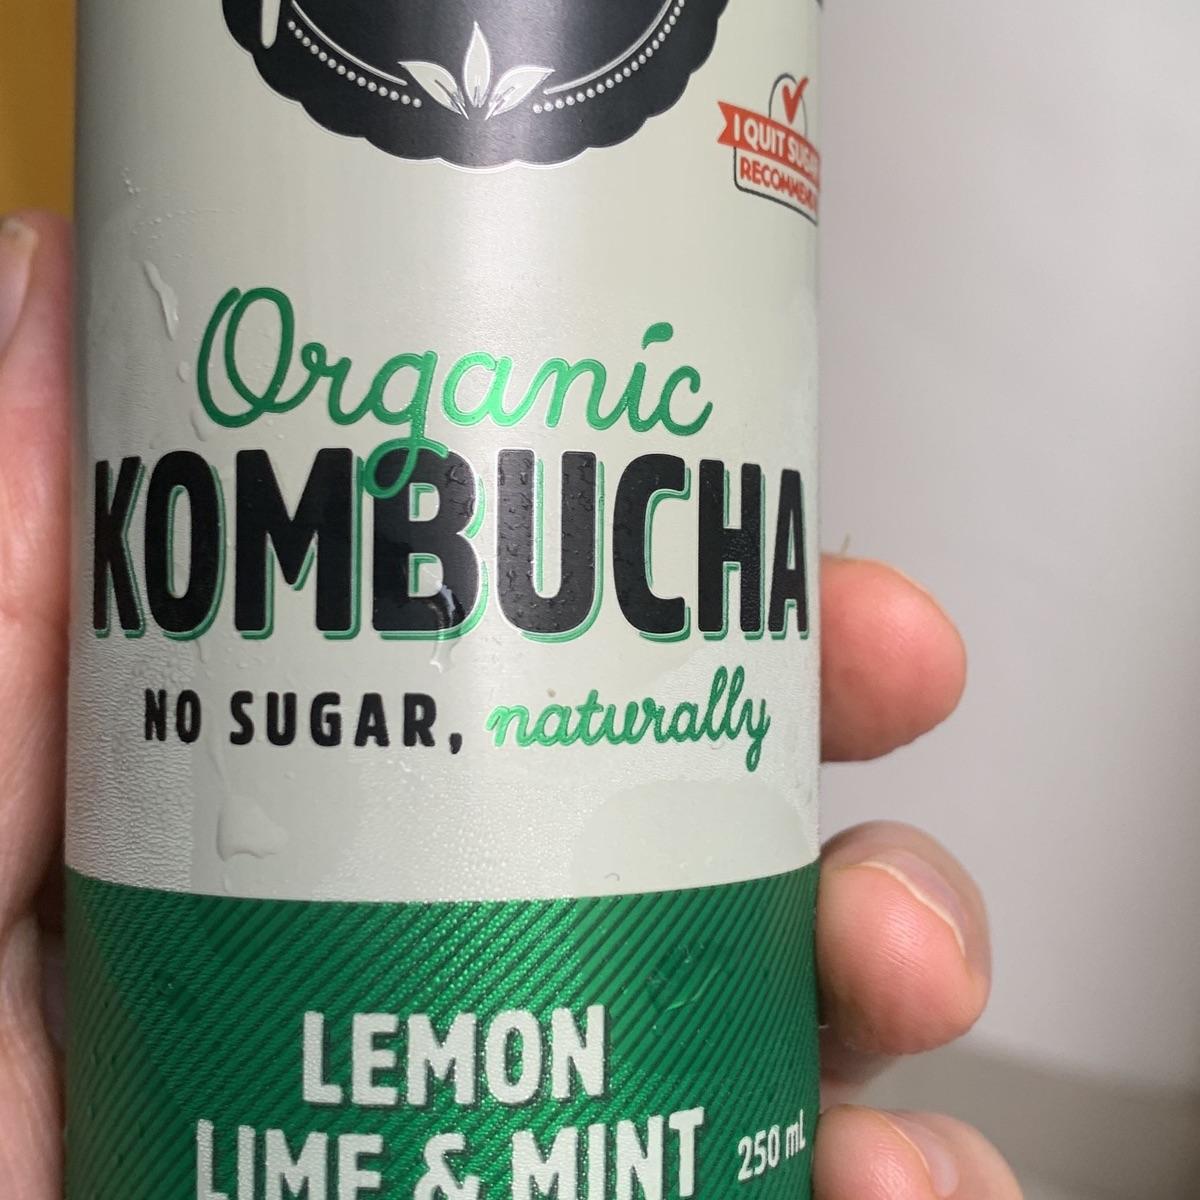 I QUIT SUGAR
Organic
KOMBUCHA
NO SUGAR, naturally
LEMON
LIME & MINT
250 mL